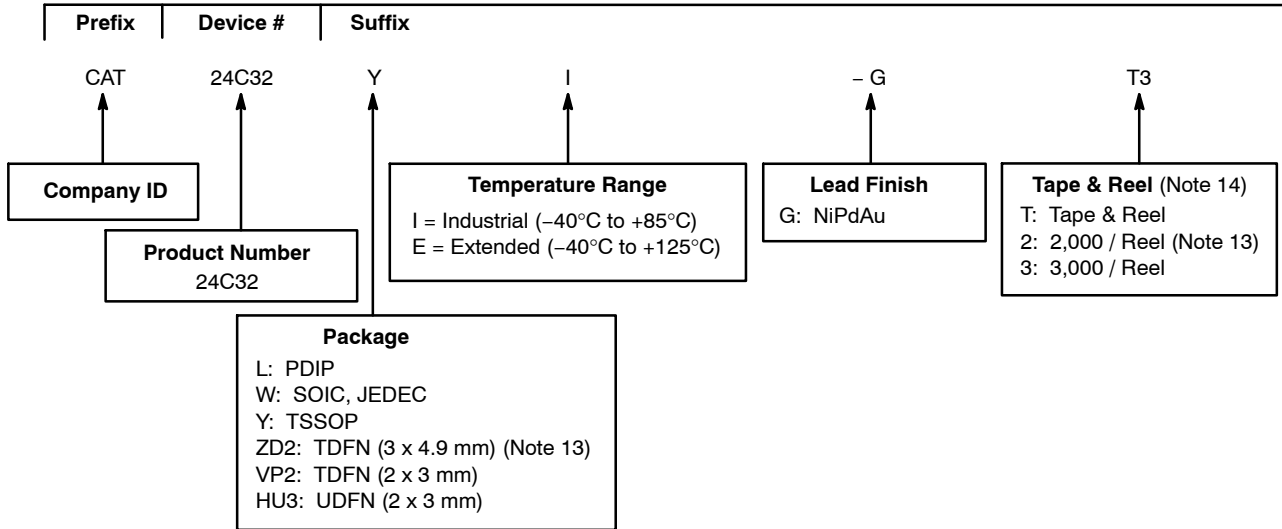 Prefix Device # Suffix
CAT 24C32 Y I – G T3
Company ID
Product Number
24C32
Temperature Range
I = Industrial (−40°C to +85°C)
E = Extended (−40°C to +125°C)
Lead Finish
G: NiPdAu
Tape & Reel (Note 14)
T: Tape & Reel
2: 2,000 / Reel (Note 13)
3: 3,000 / Reel
Package
L: PDIP
W: SOIC, JEDEC
Y: TSSOP
ZD2: TDFN (3 x 4.9 mm) (Note 13)
VP2: TDFN (2 x 3 mm)
HU3: UDFN (2 x 3 mm)